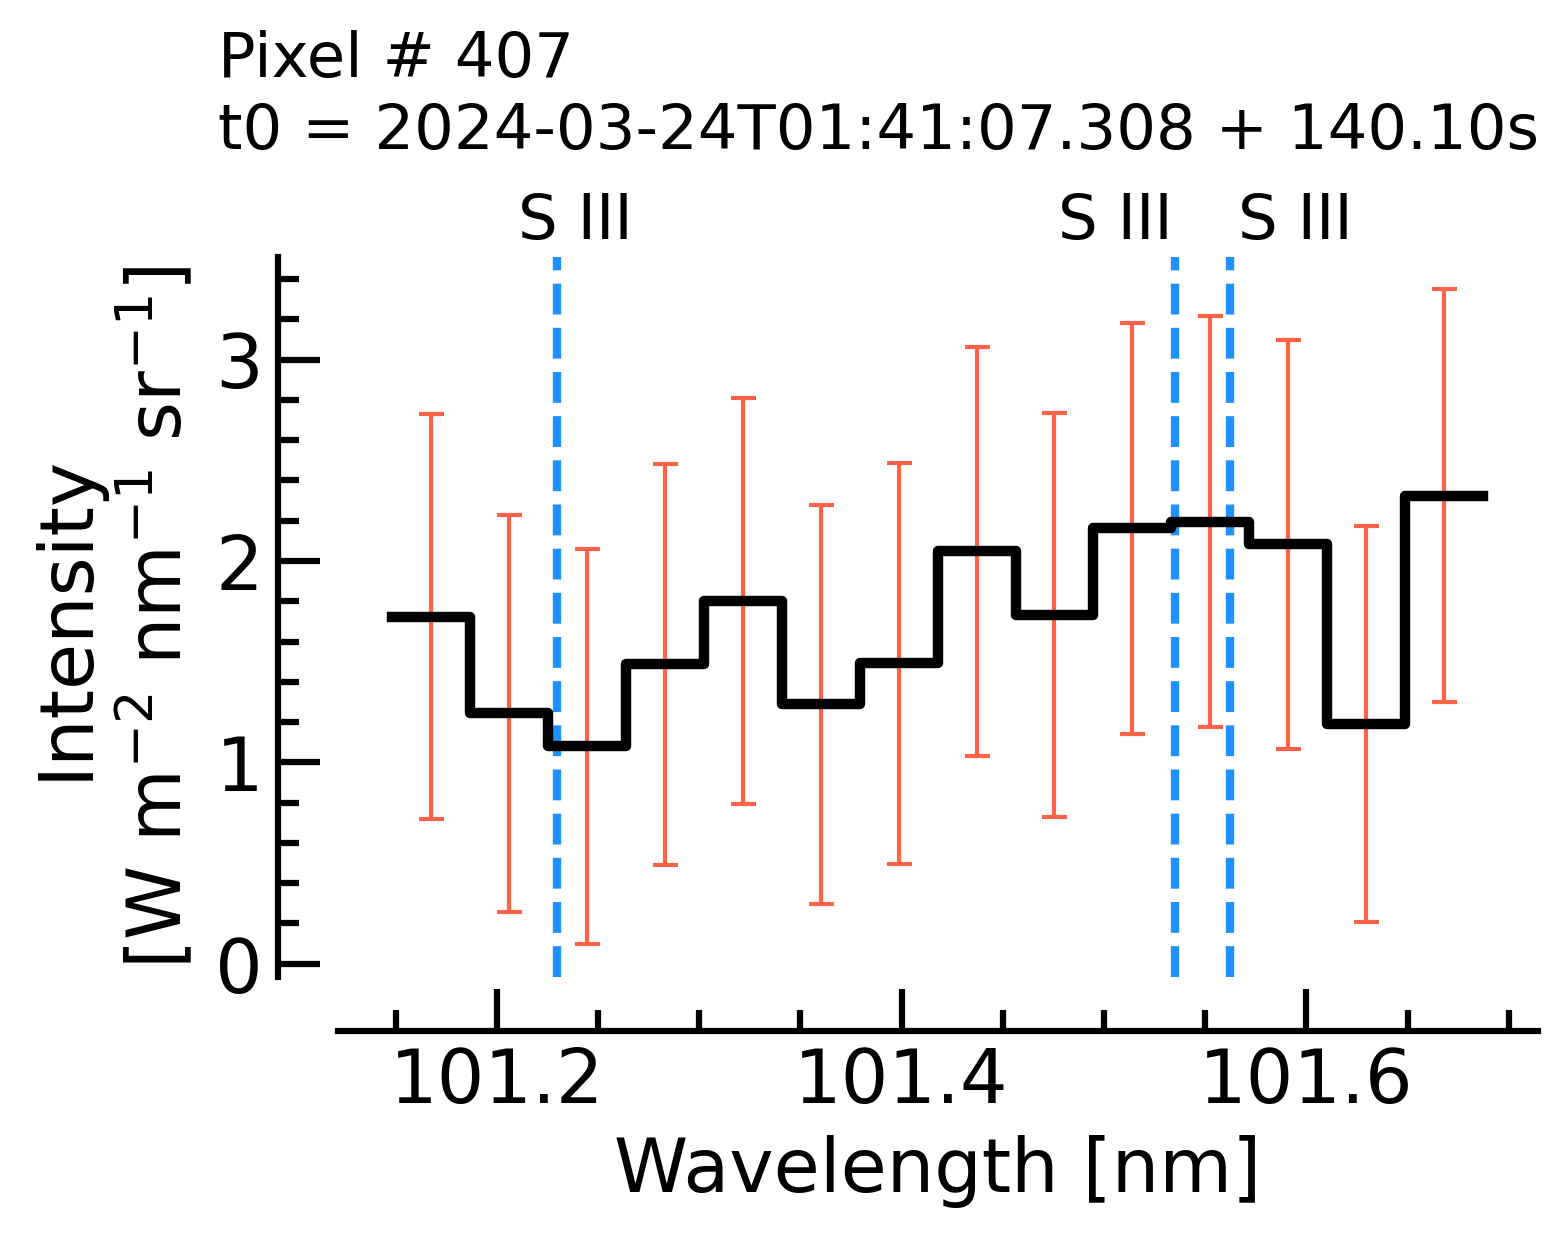 Pixel # 407
t0 = 2024-03-24T01:41:07.308 + 140.10s
S III S III S III
Intensity
[W m⁻² nm⁻¹ sr⁻¹]
3
2
1
0
101.2 101.4 101.6
Wavelength [nm]